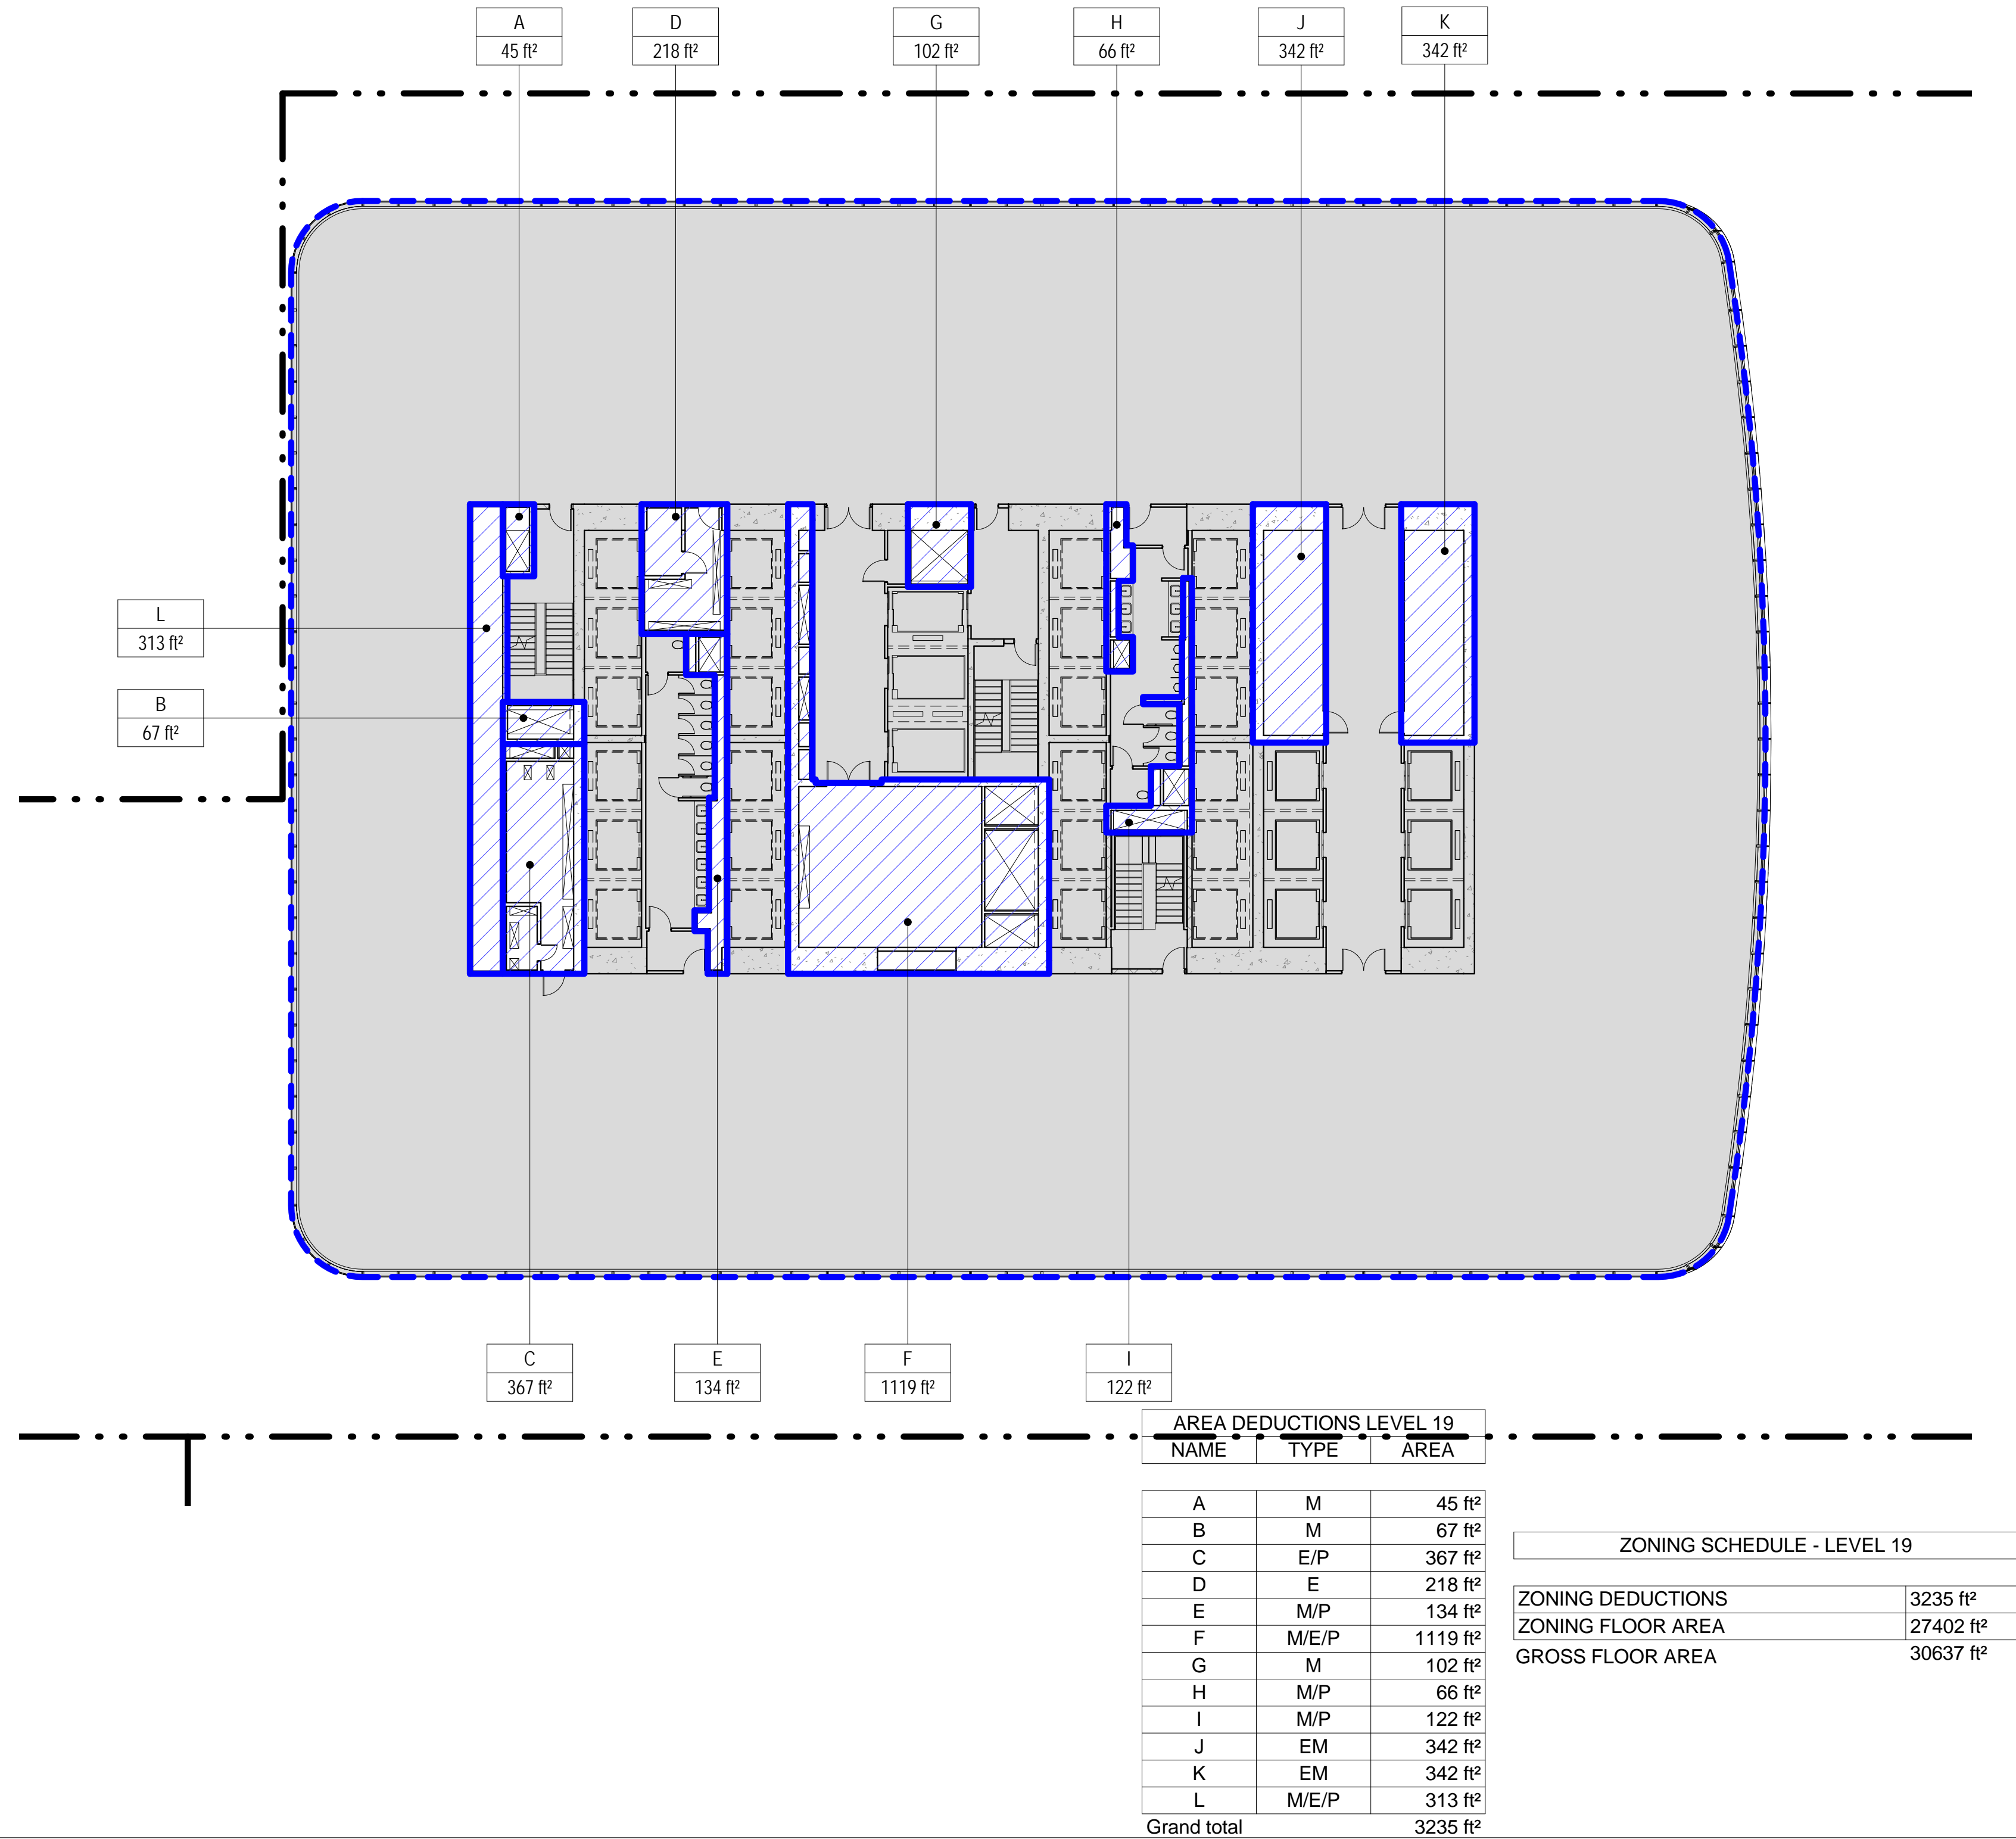 A D G H J K
45 ft² 218 ft² 102 ft² 66 ft² 342 ft² 342 ft²
L
313 ft²
B
67 ft²
C E F I
367 ft² 134 ft² 1119 ft² 122 ft²
AREA DEDUCTIONS LEVEL 19
NAME TYPE AREA
A M 45 ft²
B M 67 ft²
C E/P 367 ft²
D E 218 ft²
E M/P 134 ft²
F M/E/P 1119 ft²
G M 102 ft²
H M/P 66 ft²
I M/P 122 ft²
J EM 342 ft²
K EM 342 ft²
L M/E/P 313 ft²
Grand total 3235 ft²
ZONING SCHEDULE - LEVEL 19
ZONING DEDUCTIONS 3235 ft²
ZONING FLOOR AREA 27402 ft²
GROSS FLOOR AREA 30637 ft²